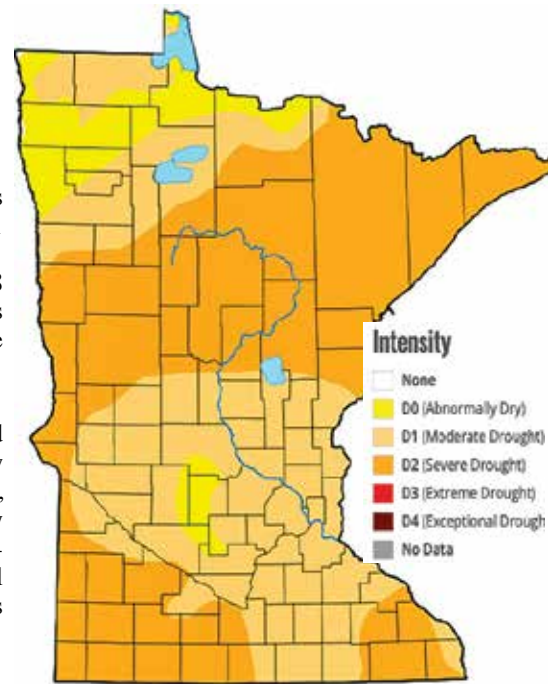 Intensity
None
D0 (Abnormally Dry)
D1 (Moderate Drought)
D2 (Severe Drought)
D3 (Extreme Drought)
D4 (Exceptional Drough
No Data